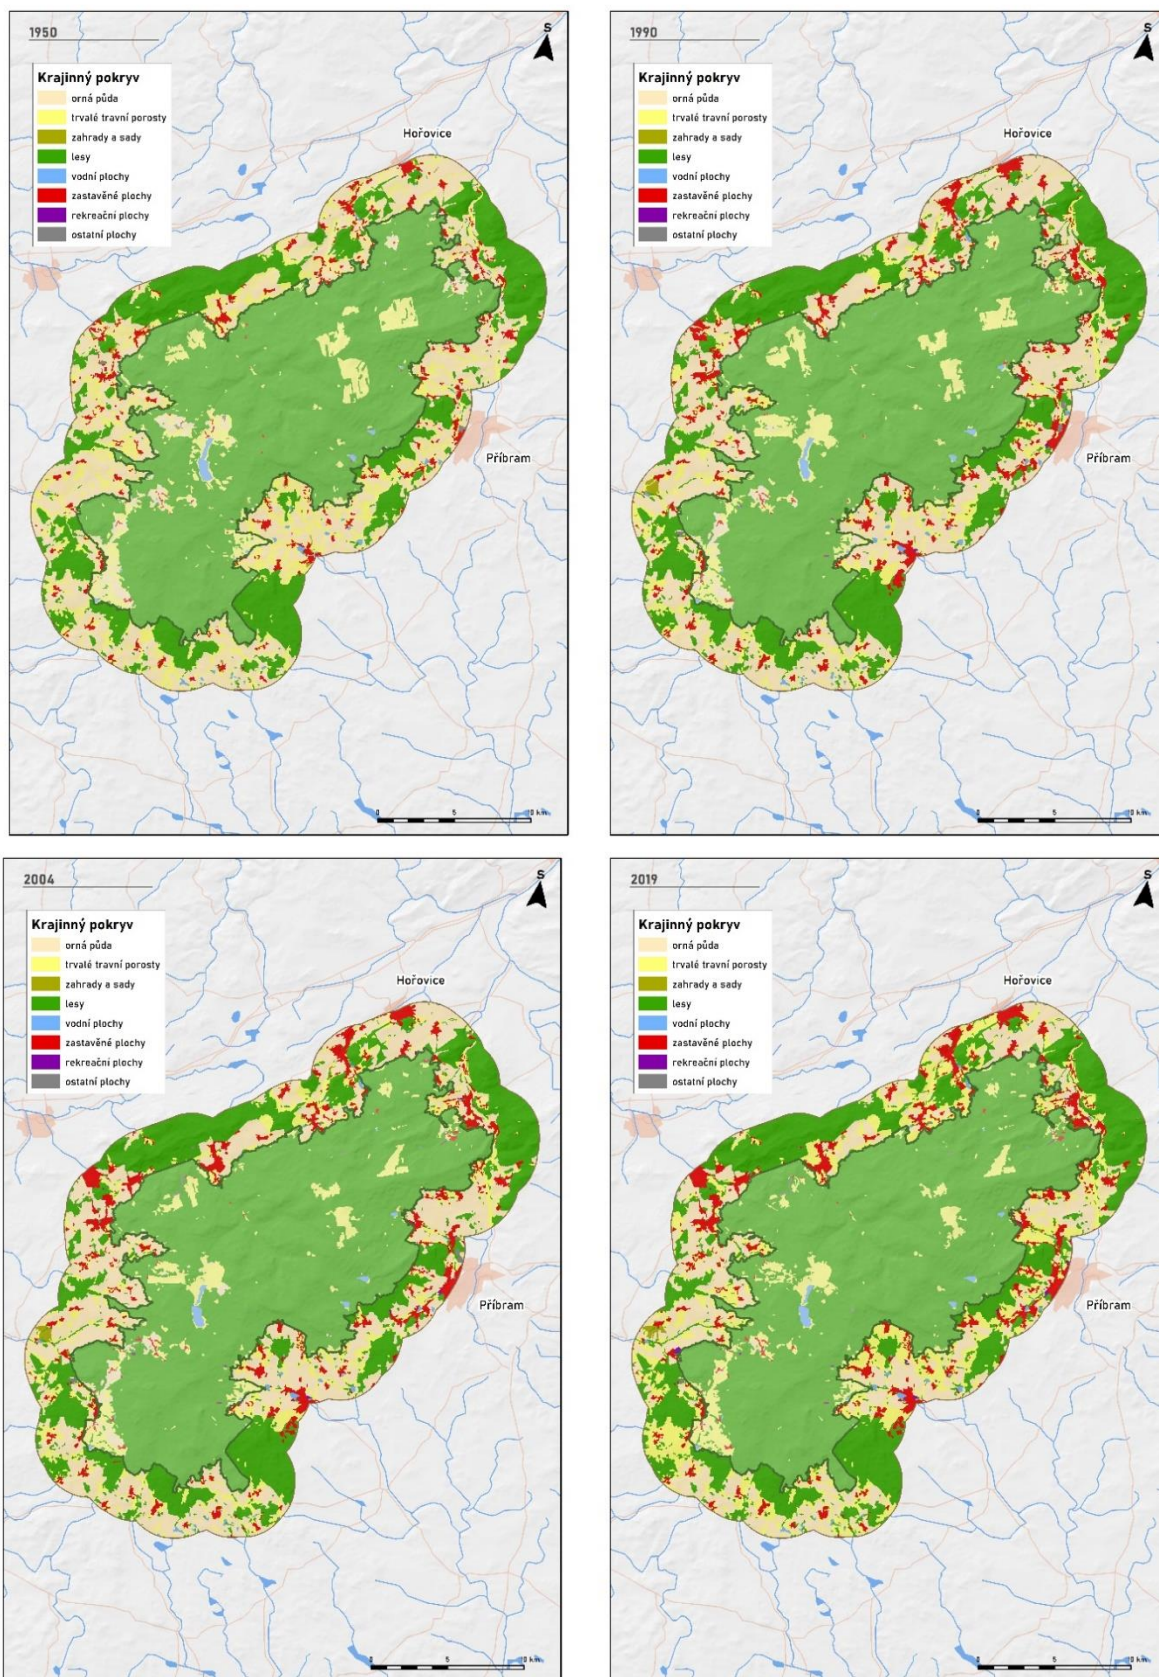 1950
S
Krajinný pokryv
orná půda
trvalé travní porosty
zahrady a sady
lesy
vodní plochy
zastavěné plochy
rekreační plochy
ostatní plochy
Hořovice
Příbram
0 5 10 km
1990
S
Krajinný pokryv
orná půda
trvalé travní porosty
zahrady a sady
lesy
vodní plochy
zastavěné plochy
rekreační plochy
ostatní plochy
Hořovice
Příbram
0 5 10 km
2004
S
Krajinný pokryv
orná půda
trvalé travní porosty
zahrady a sady
lesy
vodní plochy
zastavěné plochy
rekreační plochy
ostatní plochy
Hořovice
Příbram
0 5 10 km
2019
S
Krajinný pokryv
orná půda
trvalé travní porosty
zahrady a sady
lesy
vodní plochy
zastavěné plochy
rekreační plochy
ostatní plochy
Hořovice
Příbram
0 5 10 km